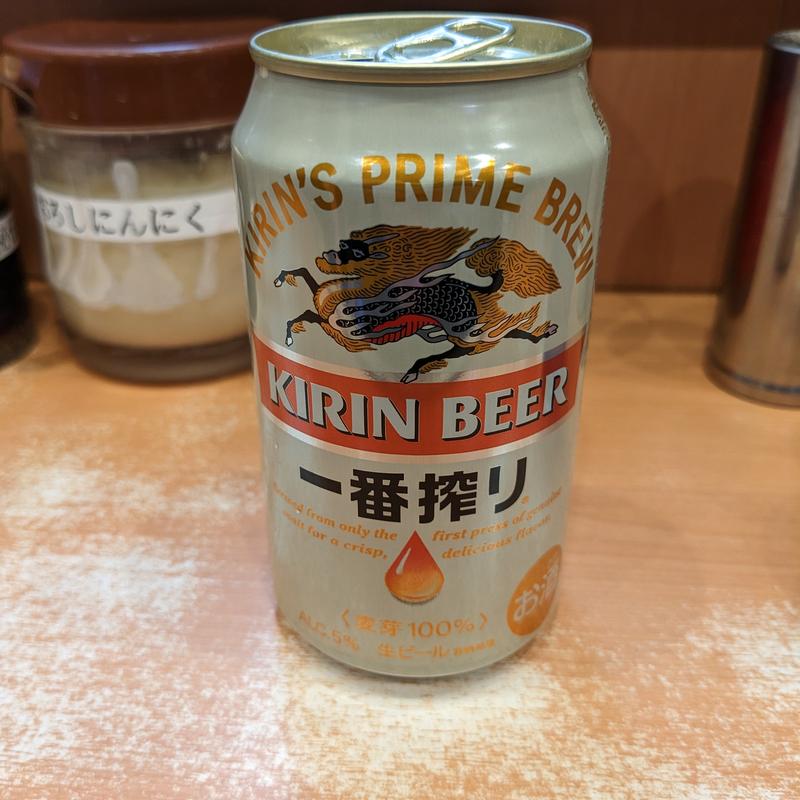 おろしにんにく
KIRIN'S PRIME BREW
KIRIN BEER
一番搾り
Brewed from only the first press of genuine
malt for a crisp, delicious flavor.
お酒
〈麦芽100%〉
ALC.5% 生ビール